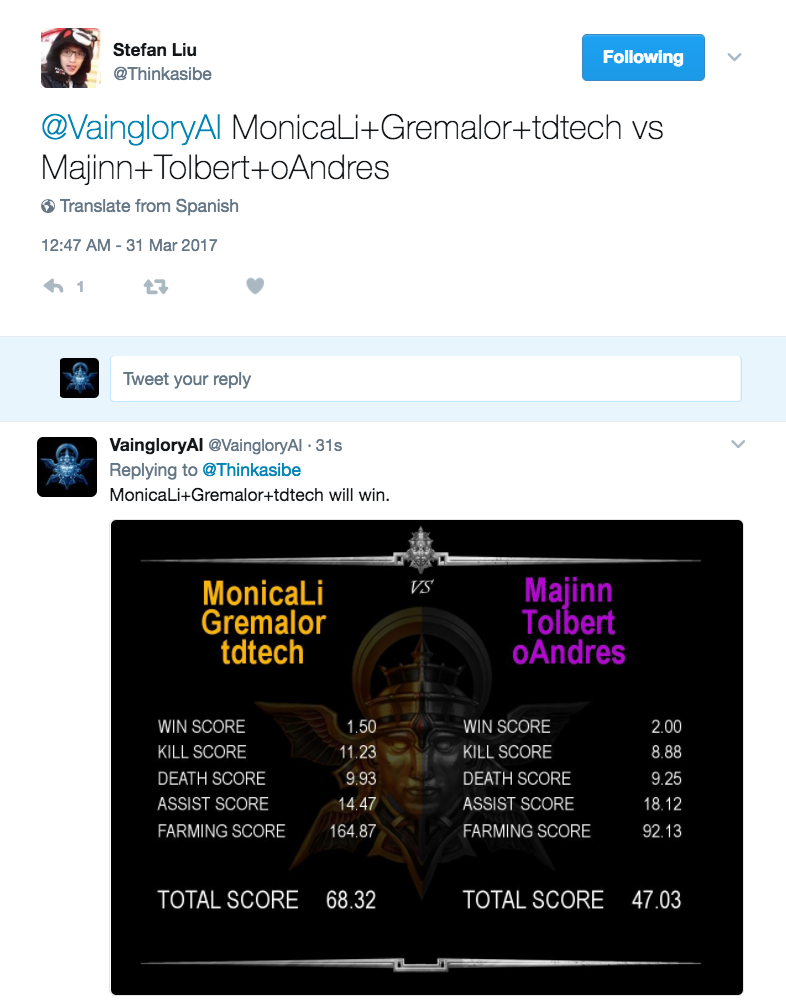 Stefan Liu
@Thinkasibe
Following
@VaingloryAI MonicaLi+Gremalor+tdtech vs
Majinn+Tolbert+oAndres
Translate from Spanish
12:47 AM - 31 Mar 2017
1
Tweet your reply
VaingloryAI @VaingloryAI · 31s
Replying to @Thinkasibe
MonicaLi+Gremalor+tdtech will win.
MonicaLi
Gremalor
tdtech
VS
Majinn
Tolbert
oAndres
WIN SCORE 1.50
KILL SCORE 11.23
DEATH SCORE 9.93
ASSIST SCORE 14.47
FARMING SCORE 164.87
TOTAL SCORE 68.32
WIN SCORE 2.00
KILL SCORE 8.88
DEATH SCORE 9.25
ASSIST SCORE 18.12
FARMING SCORE 92.13
TOTAL SCORE 47.03